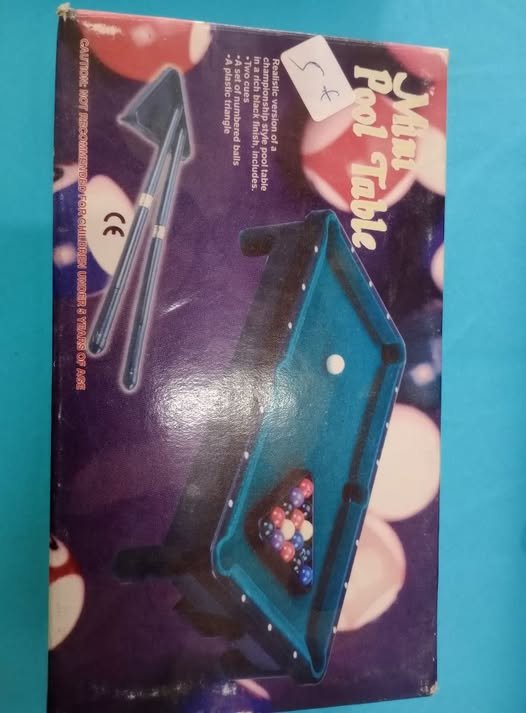 Mini
Pool Table
Realistic version of a
championship style pool table
in a rich black finish, includes.
•Two cues
•A set of numbered balls
•A plastic triangle
CE
CAUTION: NOT RECOMMENDED FOR CHILDREN UNDER 5 YEARS OF AGE